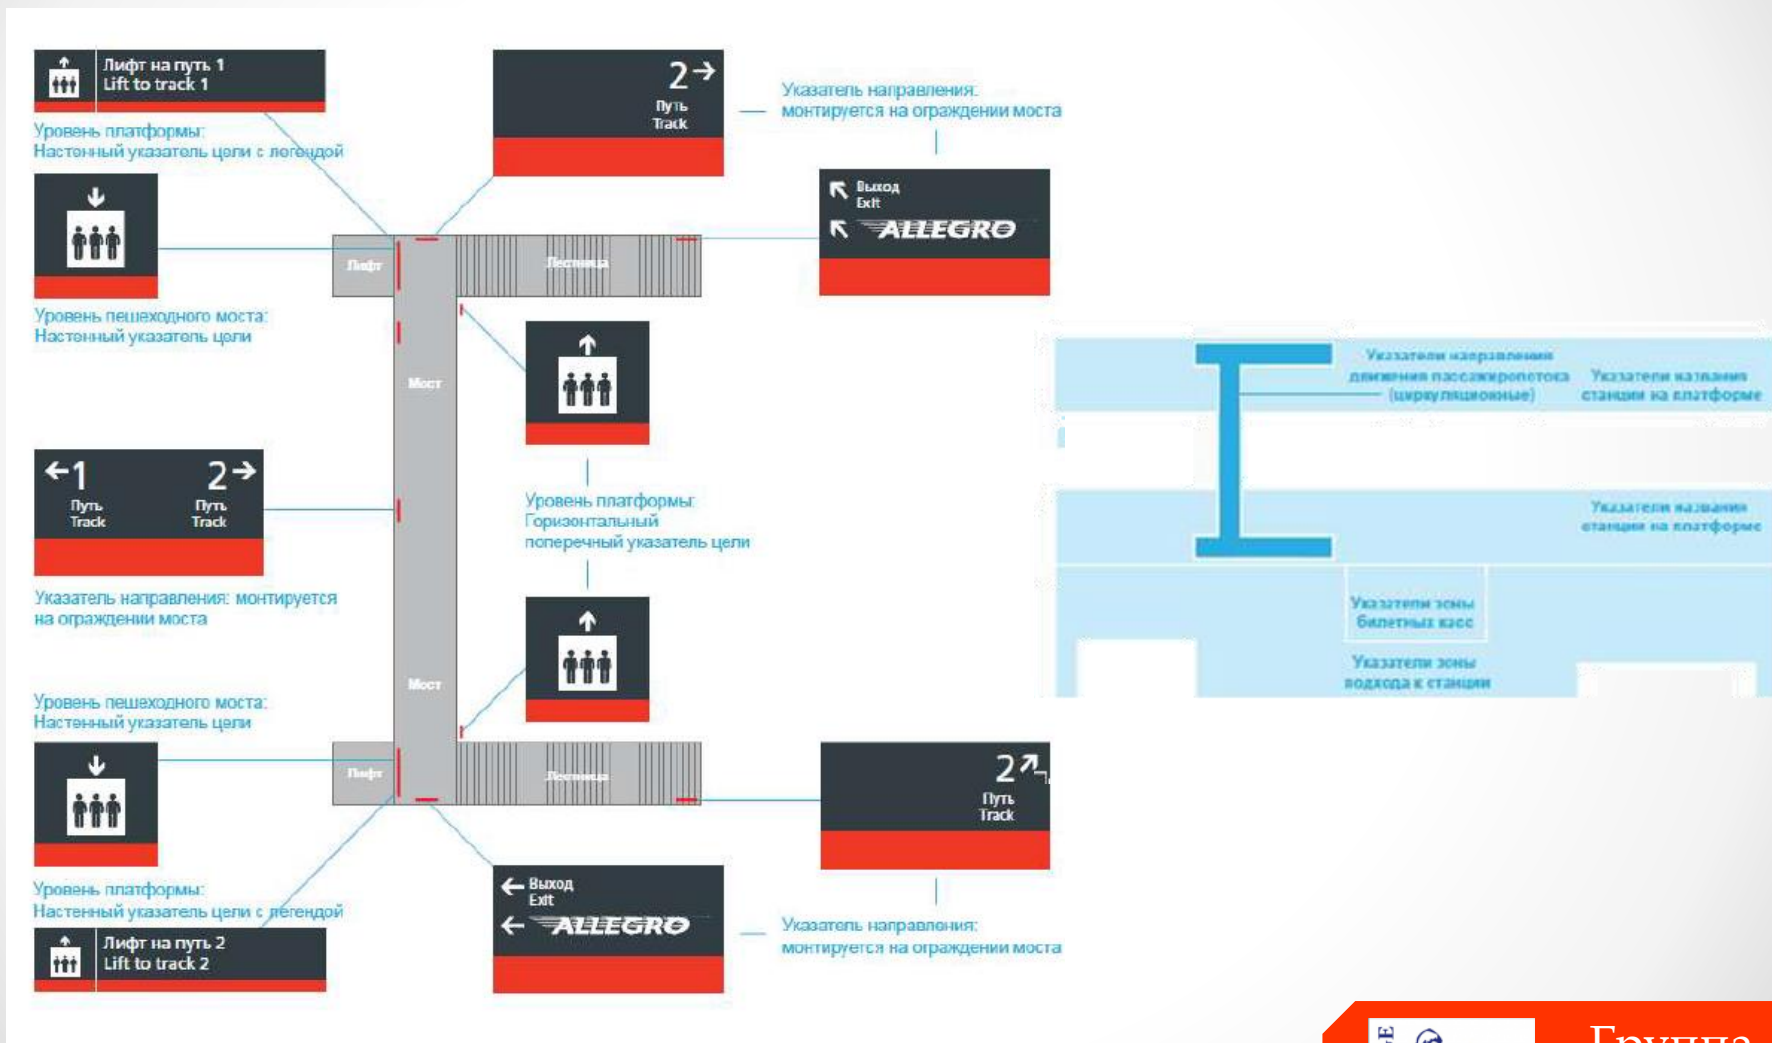 Лифт на путь 1
Lift to track 1
Уровень платформы:
Настенный указатель цели с легендой
2
Путь
Track
Указатель направления:
монтируется на ограждении моста
Выход
Exit
ALLEGRO
Уровень пешеходного моста:
Настенный указатель цели
Лифт
Лестница
Мост
Указатели направления
движения пассажиропотока
(циркуляционные)
Указатели названия
станции на платформе
1
Путь
Track
2
Путь
Track
Указатель направления: монтируется
на ограждении моста
Уровень платформы:
Горизонтальный
поперечный указатель цели
Указатели названия
станции на платформе
Указатели зоны
билетных касс
Указатели зоны
подхода к станции
Мост
Уровень пешеходного моста:
Настенный указатель цели
Лифт
Лестница
2
Путь
Track
Уровень платформы:
Настенный указатель цели с легендой
Лифт на путь 2
Lift to track 2
Выход
Exit
ALLEGRO
Указатель направления:
монтируется на ограждении моста
Группа